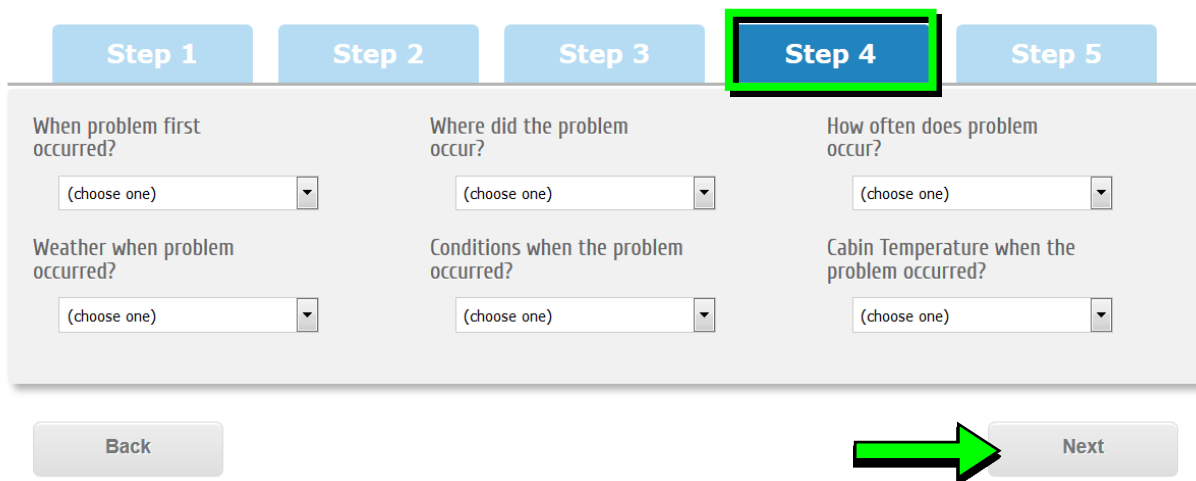 Step 1
Step 2
Step 3
Step 4
Step 5
When problem first
occurred?
Where did the problem
occur?
How often does problem
occur?
(choose one)
(choose one)
(choose one)
Weather when problem
occurred?
Conditions when the problem
occurred?
Cabin Temperature when the
problem occurred?
(choose one)
(choose one)
(choose one)
Back
Next